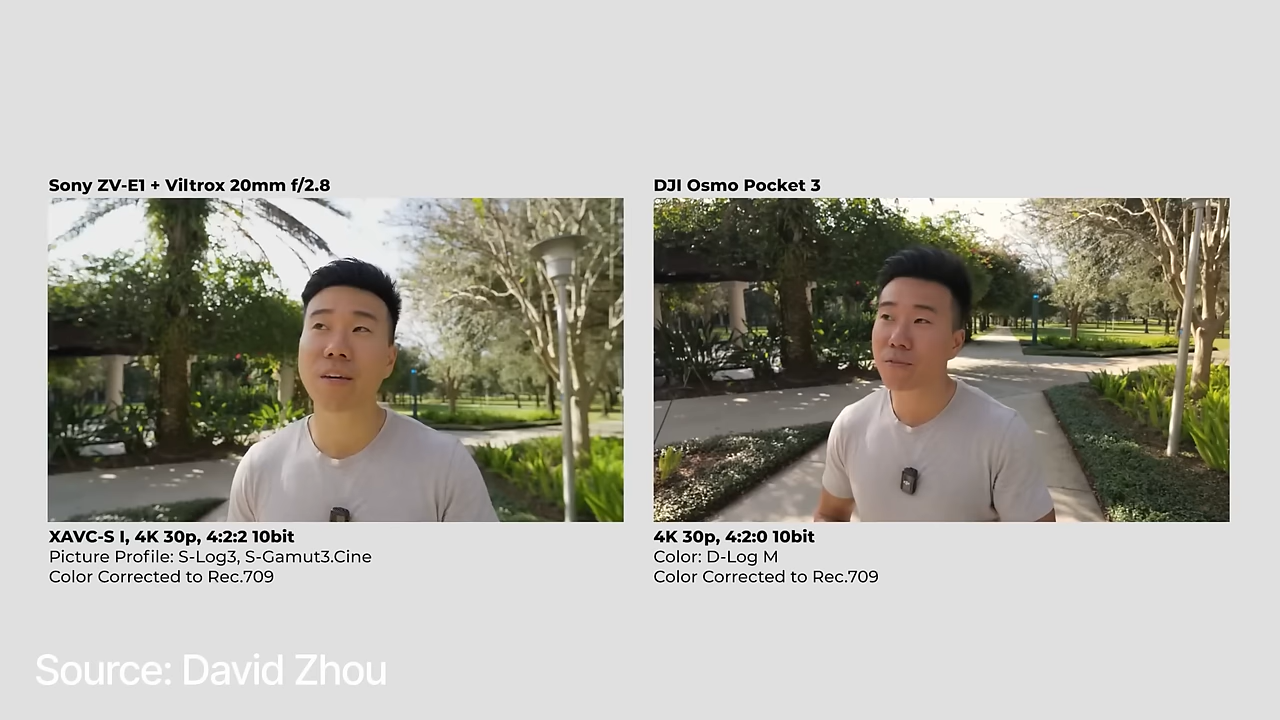 Sony ZV-E1 + Viltrox 20mm f/2.8
XAVC-S I, 4K 30p, 4:2:2 10bit
Picture Profile: S-Log3, S-Gamut3.Cine
Color Corrected to Rec.709
DJI Osmo Pocket 3
4K 30p, 4:2:0 10bit
Color: D-Log M
Color Corrected to Rec.709
Source: David Zhou